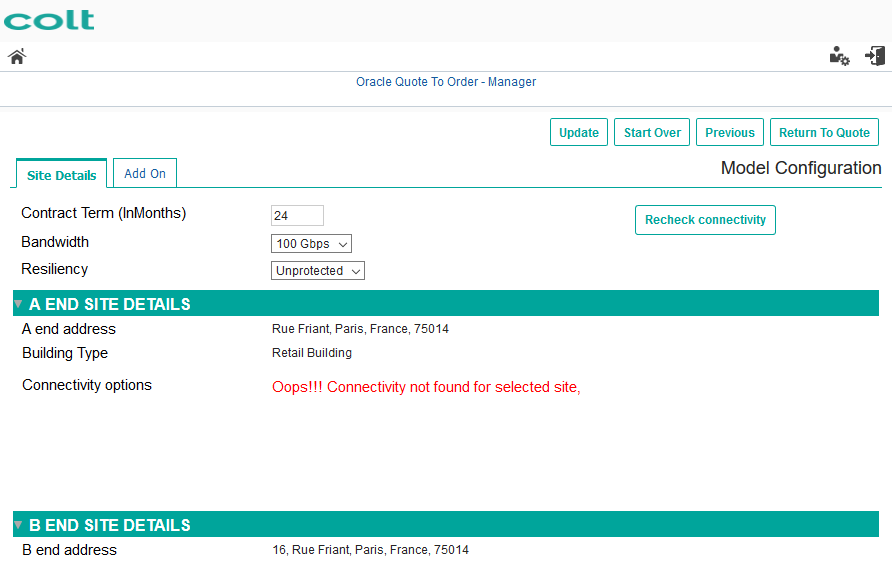 colt
Oracle Quote To Order - Manager
Update Start Over Previous Return To Quote
Site Details Add On Model Configuration
Contract Term (InMonths) 24 Recheck connectivity
Bandwidth 100 Gbps
Resiliency Unprotected
A END SITE DETAILS
A end address Rue Friant, Paris, France, 75014
Building Type Retail Building
Connectivity options Oops!!! Connectivity not found for selected site,
B END SITE DETAILS
B end address 16, Rue Friant, Paris, France, 75014